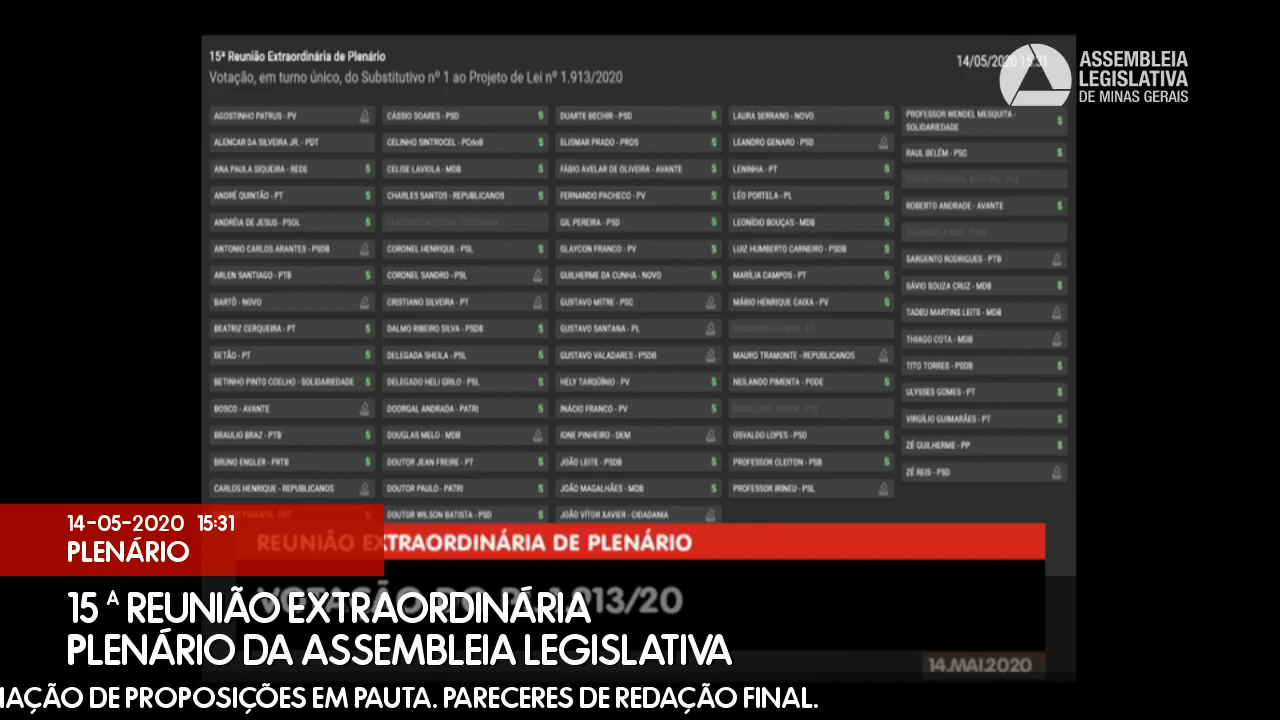 15ª Reunião Extraordinária de Plenário
Votação, em turno único, do Substitutivo nº 1 ao Projeto de Lei nº 1.913/2020
14/05/2020 15:31
ASSEMBLEIA
LEGISLATIVA
DE MINAS GERAIS
AGOSTINHO PATRUS - PV
ALENCAR DA SILVEIRA JR. - PDT
ANA PAULA SIQUEIRA - REDE S
ANDRÉ QUINTÃO - PT S
ANDRÉIA DE JESUS - PSOL S
ANTONIO CARLOS ARANTES - PSDB
ARLEN SANTIAGO - PTB S
BARTÔ - NOVO
BEATRIZ CERQUEIRA - PT S
BETÃO - PT S
BETINHO PINTO COELHO - SOLIDARIEDADE S
BOSCO - AVANTE
BRAULIO BRAZ - PTB S
BRUNO ENGLER - PRTB S
CARLOS HENRIQUE - REPUBLICANOS
CÁSSIO SOARES - PSD S
CELINHO SINTROCEL - PCdoB S
CELISE LAVIOLA - MDB S
CHARLES SANTOS - REPUBLICANOS S
CORONEL HENRIQUE - PSL S
CORONEL SANDRO - PSL
CRISTIANO SILVEIRA - PT
DALMO RIBEIRO SILVA - PSDB S
DELEGADA SHEILA - PSL S
DELEGADO HELI GRILO - PSL S
DOORGAL ANDRADA - PATRI S
DOUGLAS MELO - MDB
DOUTOR JEAN FREIRE - PT S
DOUTOR PAULO - PATRI S
DOUTOR WILSON BATISTA - PSD S
DUARTE BECHIR - PSD S
ELISMAR PRADO - PROS S
FÁBIO AVELAR DE OLIVEIRA - AVANTE S
FERNANDO PACHECO - PV S
GIL PEREIRA - PSD S
GLAYCON FRANCO - PV S
GUILHERME DA CUNHA - NOVO S
GUSTAVO MITRE - PSC
GUSTAVO SANTANA - PL
GUSTAVO VALADARES - PSDB
HELY TARQÜÍNIO - PV S
INÁCIO FRANCO - PV S
IONE PINHEIRO - DEM
JOÃO LEITE - PSDB S
JOÃO MAGALHÃES - MDB S
JOÃO VÍTOR XAVIER - CIDADANIA
LAURA SERRANO - NOVO S
LEANDRO GENARO - PSD
LENINHA - PT S
LÉO PORTELA - PL S
LEONÍDIO BOUÇAS - MDB S
LUIZ HUMBERTO CARNEIRO - PSDB S
MARÍLIA CAMPOS - PT S
MÁRIO HENRIQUE CAIXA - PV S
MAURO TRAMONTE - REPUBLICANOS
NEILANDO PIMENTA - PODE S
OSVALDO LOPES - PSD S
PROFESSOR CLEITON - PSB S
PROFESSOR IRINEU - PSL
PROFESSOR WENDEL MESQUITA -
SOLIDARIEDADE S
RAUL BELÉM - PSC S
ROBERTO ANDRADE - AVANTE S
SARGENTO RODRIGUES - PTB
SÁVIO SOUZA CRUZ - MDB S
TADEU MARTINS LEITE - MDB
THIAGO COTA - MDB
TITO TORRES - PSDB S
ULYSSES GOMES - PT S
VIRGÍLIO GUIMARÃES - PT S
ZÉ GUILHERME - PP S
ZÉ REIS - PSD
REUNIÃO EXTRAORDINÁRIA DE PLENÁRIO
VOTAÇÃO DO PL 1.913/20
14.MAI.2020
14-05-2020 15:31
PLENÁRIO
15 ª REUNIÃO EXTRAORDINÁRIA
PLENÁRIO DA ASSEMBLEIA LEGISLATIVA
NAÇÃO DE PROPOSIÇÕES EM PAUTA. PARECERES DE REDAÇÃO FINAL.